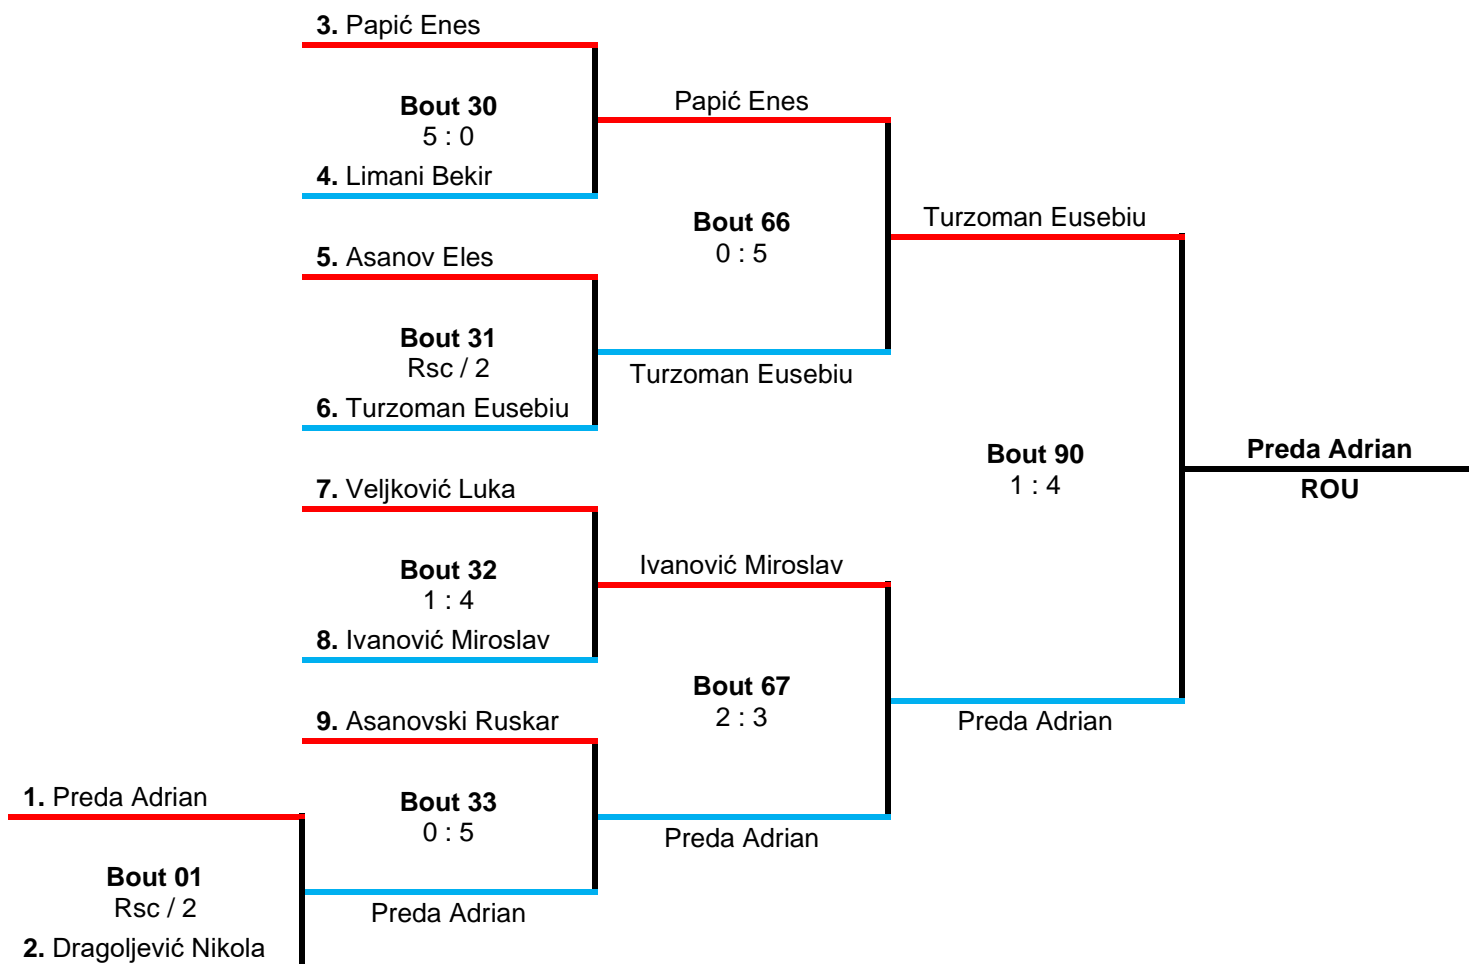 3. Papić Enes
Bout 30
5 : 0
4. Limani Bekir
Papić Enes
Bout 66
0 : 5
5. Asanov Eles
Bout 31
Rsc / 2
6. Turzoman Eusebiu
Turzoman Eusebiu
Turzoman Eusebiu
Bout 90
1 : 4
Preda Adrian
ROU
7. Veljković Luka
Bout 32
1 : 4
8. Ivanović Miroslav
Ivanović Miroslav
Bout 67
2 : 3
Preda Adrian
9. Asanovski Ruskar
Bout 33
0 : 5
Preda Adrian
1. Preda Adrian
Bout 01
Rsc / 2
2. Dragoljević Nikola
Preda Adrian